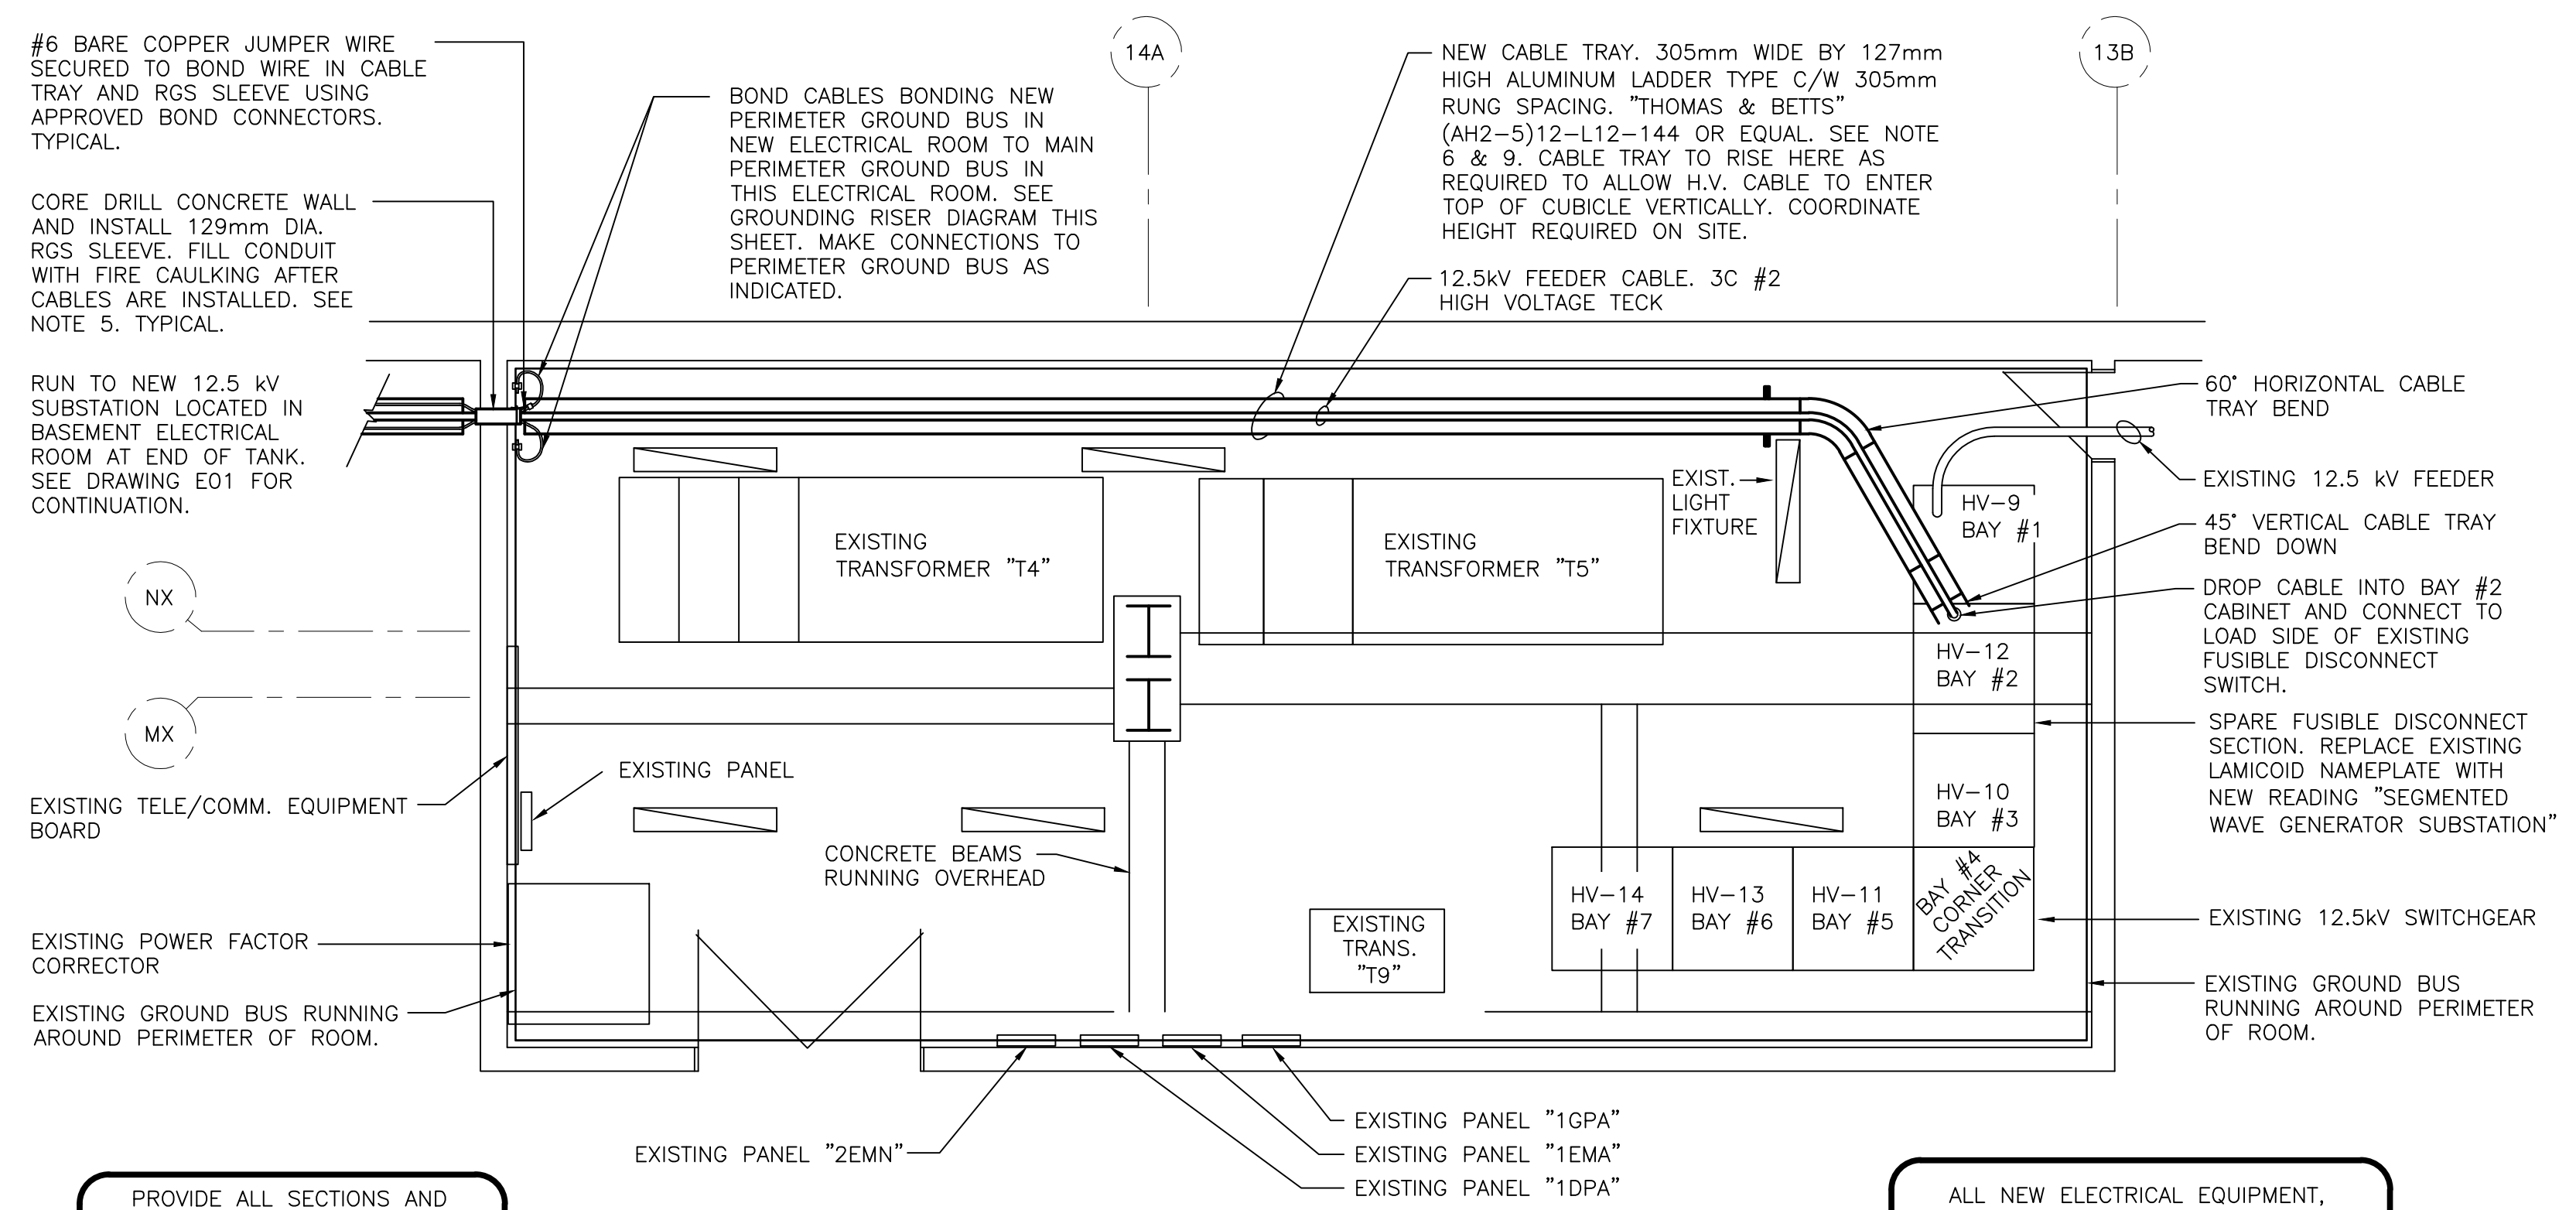 #6 BARE COPPER JUMPER WIRE
SECURED TO BOND WIRE IN CABLE
TRAY AND RGS SLEEVE USING
APPROVED BOND CONNECTORS.
TYPICAL.
CORE DRILL CONCRETE WALL
AND INSTALL 129mm DIA.
RGS SLEEVE. FILL CONDUIT
WITH FIRE CAULKING AFTER
CABLES ARE INSTALLED. SEE
NOTE 5. TYPICAL.
RUN TO NEW 12.5 kV
SUBSTATION LOCATED IN
BASEMENT ELECTRICAL
ROOM AT END OF TANK.
SEE DRAWING E01 FOR
CONTINUATION.
BOND CABLES BONDING NEW
PERIMETER GROUND BUS IN
NEW ELECTRICAL ROOM TO MAIN
PERIMETER GROUND BUS IN
THIS ELECTRICAL ROOM. SEE
GROUNDING RISER DIAGRAM THIS
SHEET. MAKE CONNECTIONS TO
PERIMETER GROUND BUS AS
INDICATED.
14A
NEW CABLE TRAY. 305mm WIDE BY 127mm
HIGH ALUMINUM LADDER TYPE C/W 305mm
RUNG SPACING. "THOMAS & BETTS"
(AH2-5)12-L12-144 OR EQUAL. SEE NOTE
6 & 9. CABLE TRAY TO RISE HERE AS
REQUIRED TO ALLOW H.V. CABLE TO ENTER
TOP OF CUBICLE VERTICALLY. COORDINATE
HEIGHT REQUIRED ON SITE.
12.5kV FEEDER CABLE. 3C #2
HIGH VOLTAGE TECK
13B
60° HORIZONTAL CABLE
TRAY BEND
EXISTING 12.5 kV FEEDER
45° VERTICAL CABLE TRAY
BEND DOWN
DROP CABLE INTO BAY #2
CABINET AND CONNECT TO
LOAD SIDE OF EXISTING
FUSIBLE DISCONNECT
SWITCH.
SPARE FUSIBLE DISCONNECT
SECTION. REPLACE EXISTING
LAMICOID NAMEPLATE WITH
NEW READING "SEGMENTED
WAVE GENERATOR SUBSTATION"
EXISTING 12.5kV SWITCHGEAR
EXISTING GROUND BUS
RUNNING AROUND PERIMETER
OF ROOM.
NX
MX
EXISTING
TRANSFORMER "T4"
EXISTING
TRANSFORMER "T5"
EXIST.
LIGHT
FIXTURE
HV-9
BAY #1
HV-12
BAY #2
HV-10
BAY #3
BAY #4
CORNER
TRANSITION
HV-14
BAY #7
HV-13
BAY #6
HV-11
BAY #5
EXISTING
TRANS.
"T9"
EXISTING PANEL
CONCRETE BEAMS
RUNNING OVERHEAD
EXISTING TELE/COMM. EQUIPMENT
BOARD
EXISTING POWER FACTOR
CORRECTOR
EXISTING GROUND BUS RUNNING
AROUND PERIMETER OF ROOM.
EXISTING PANEL "2EMN"
EXISTING PANEL "1GPA"
EXISTING PANEL "1EMA"
EXISTING PANEL "1DPA"
PROVIDE ALL SECTIONS AND
ALL NEW ELECTRICAL EQUIPMENT,